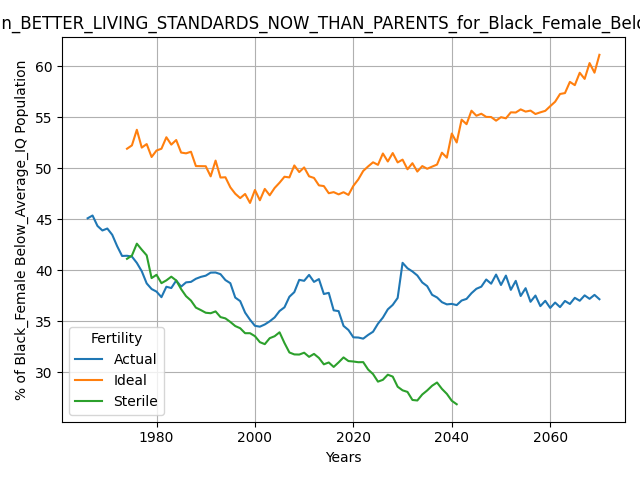 n_BETTER_LIVING_STANDARDS_NOW_THAN_PARENTS_for_Black_Female_Belo
% of Black_Female Below_Average_IQ Population
60
55
50
45
40
35
30
Fertility
Actual
Ideal
Sterile
1980
2000
2020
2040
2060
Years